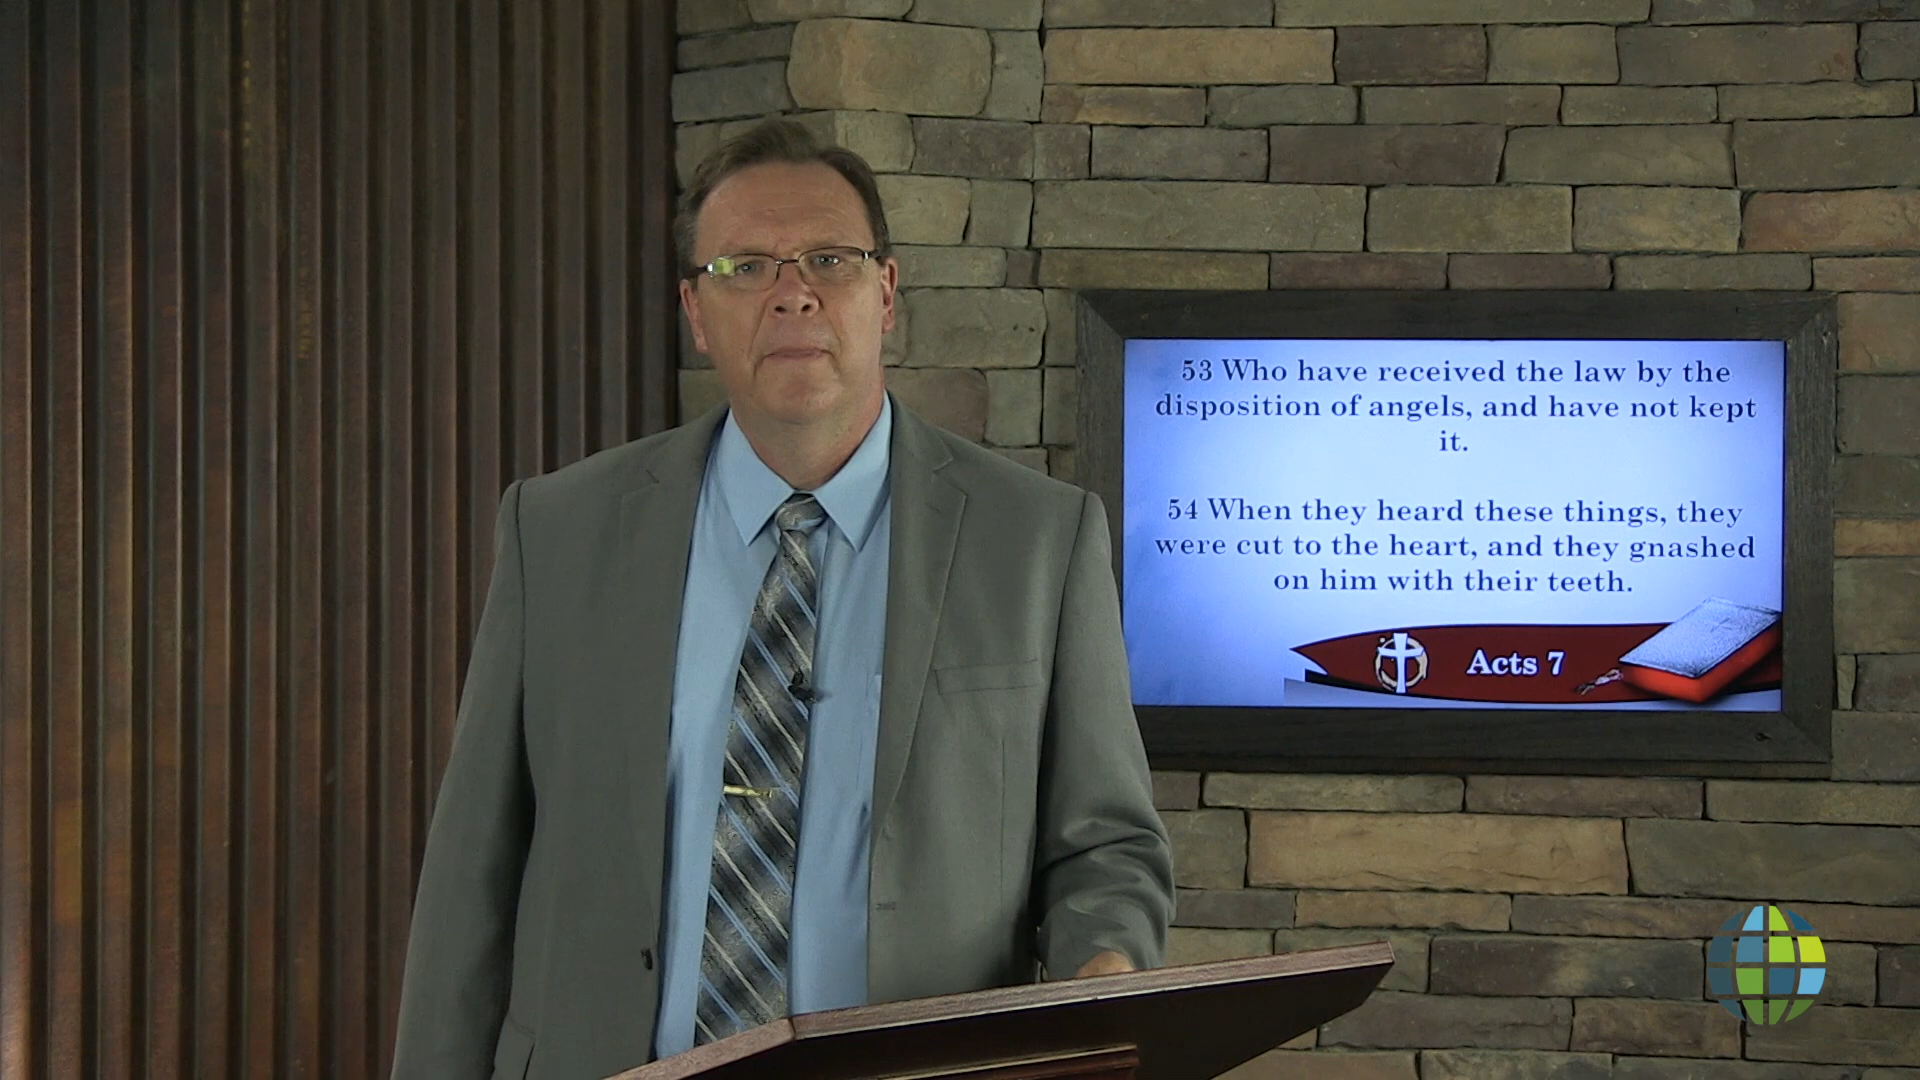 53 Who have received the law by the
disposition of angels, and have not kept
it.
54 When they heard these things, they
were cut to the heart, and they gnashed
on him with their teeth.
Acts 7